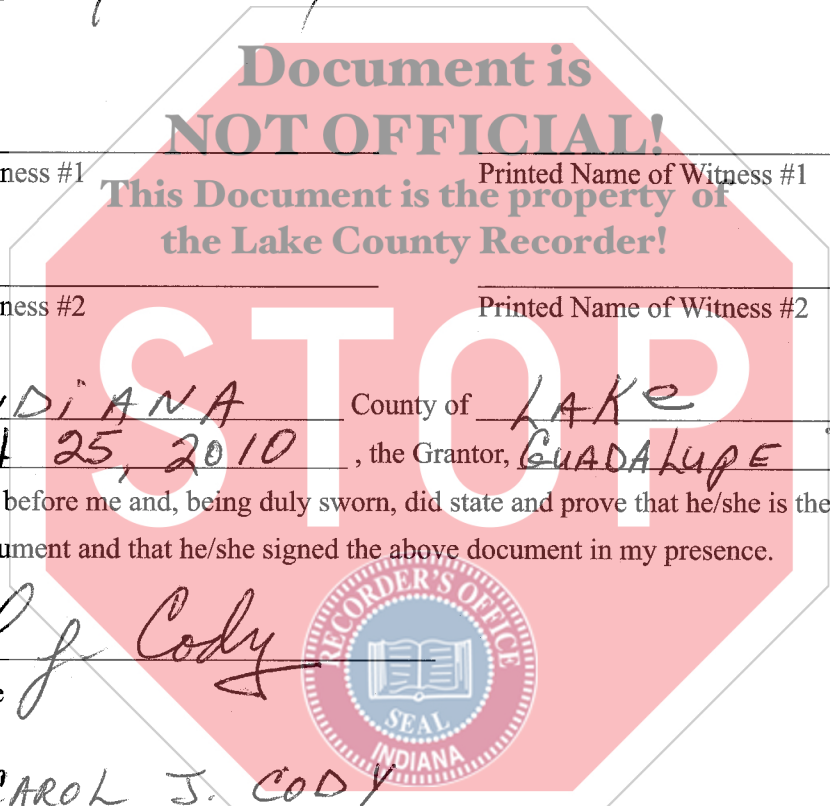 Document is
NOT OFFICIAL!
ness #1 Printed Name of Witness #1
This Document is the property of
the Lake County Recorder!
ness #2 Printed Name of Witness #2
STOP
DiANA County of LAKe
25, 2010 , the Grantor, GUADALUPE
before me and, being duly sworn, did state and prove that he/she is the
ument and that he/she signed the above document in my presence.
J Cody
RECORDER'S OFFICE
SEAL
INDIANA
CAROL J. CODY